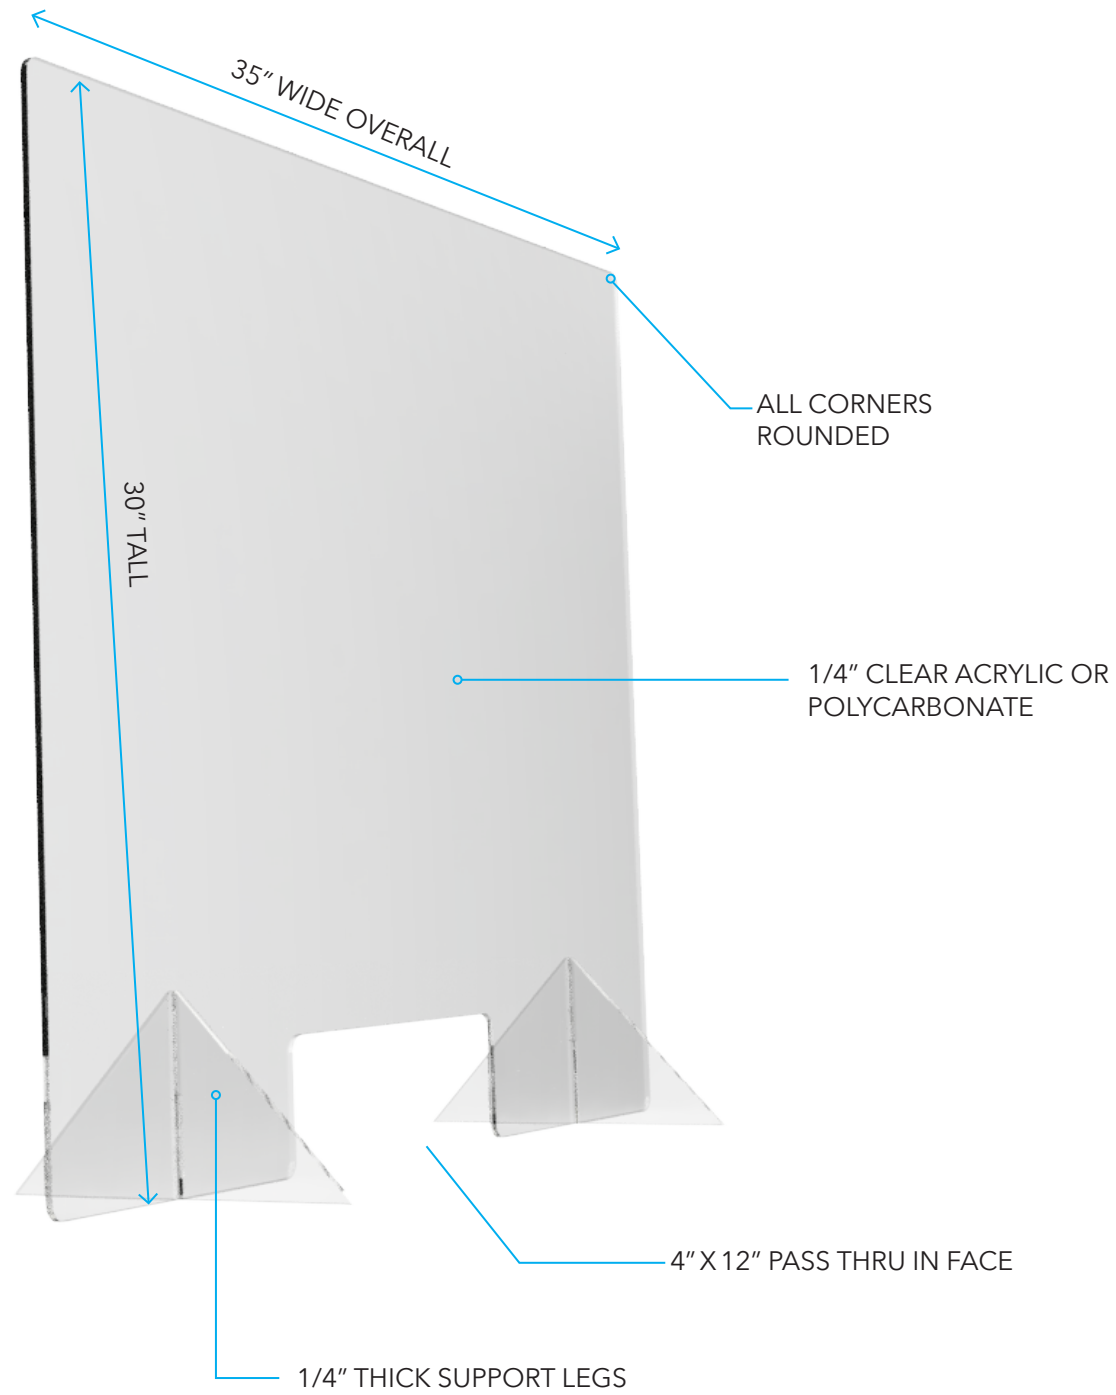 35” WIDE OVERALL
ALL CORNERS
ROUNDED
30” TALL
1/4” CLEAR ACRYLIC OR
POLYCARBONATE
4” X 12” PASS THRU IN FACE
1/4” THICK SUPPORT LEGS